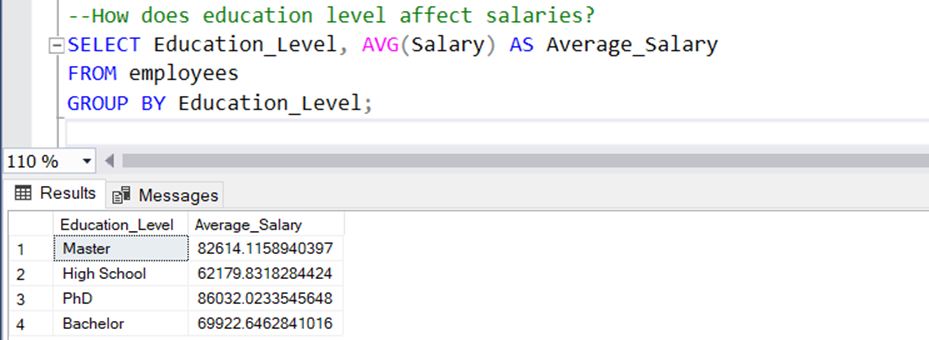 --How does education level affect salaries?
SELECT Education_Level, AVG(Salary) AS Average_Salary
FROM employees
GROUP BY Education_Level;
110 %
Results Messages
Education_Level Average_Salary
1 Master 82614.1158940397
2 High School 62179.8318284424
3 PhD 86032.0233545648
4 Bachelor 69922.6462841016